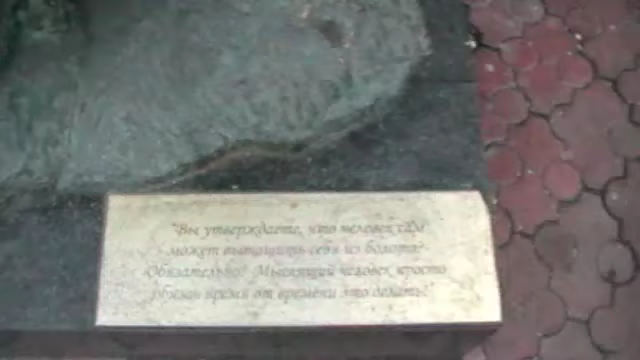 "Вы утверждаете, что человек сам
может вытащить себя из болота?
Обязательно! Мыслящий человек просто
обязан время от времени это делать!"